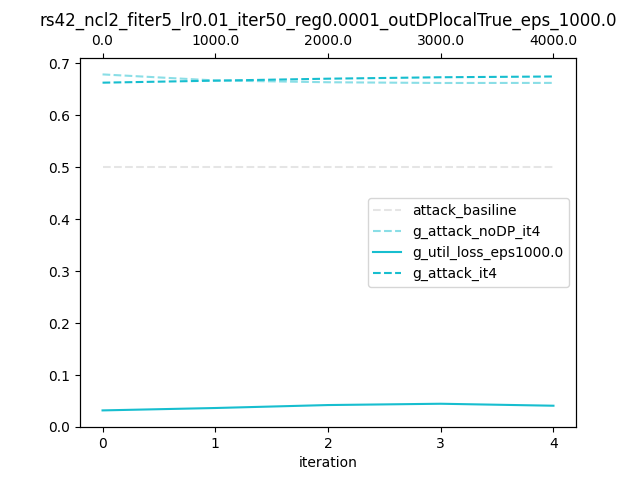 rs42_ncl2_fiter5_lr0.01_iter50_reg0.0001_outDPlocalTrue_eps_1000.0
0.0 1000.0 2000.0 3000.0 4000.0
0.7
0.6
0.5
0.4
0.3
0.2
0.1
0.0
attack_basiline
g_attack_noDP_it4
g_util_loss_eps1000.0
g_attack_it4
0 1 2 3 4
iteration